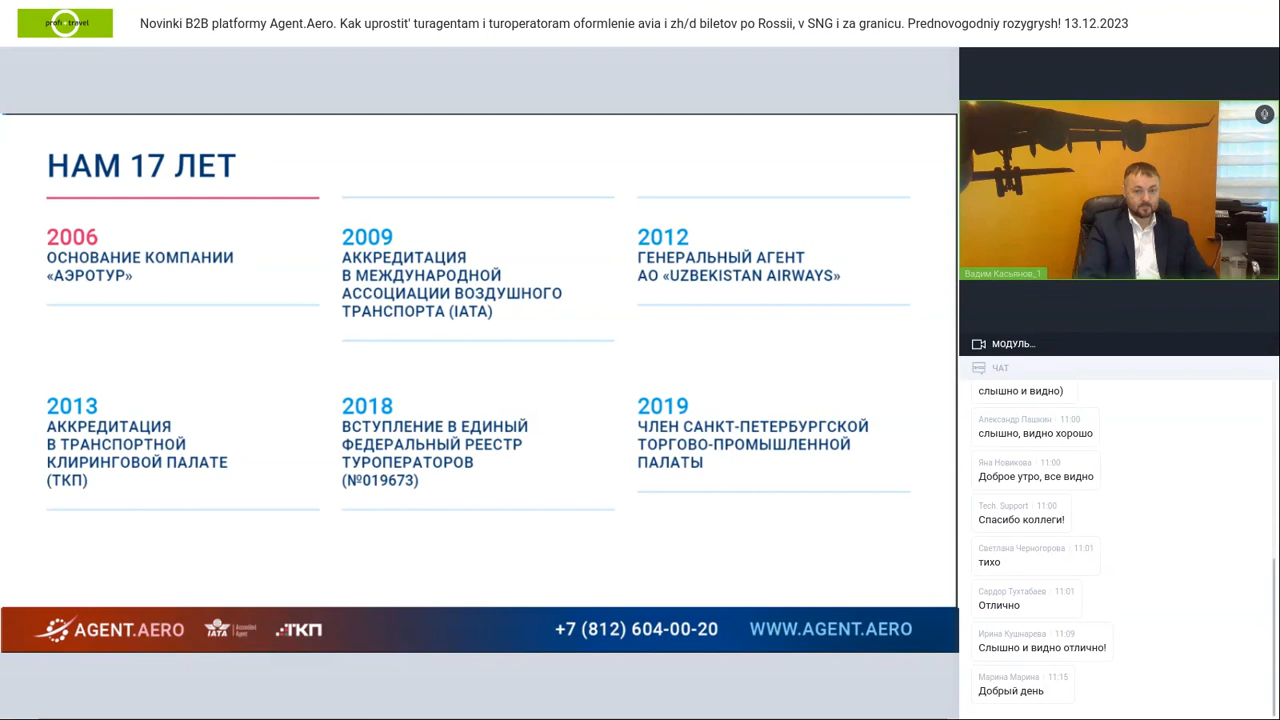 profi travel
Novinki B2B platformy Agent.Aero. Kak uprostit' turagentam i turoperatoram oformlenie avia i zh/d biletov po Rossii, v SNG i za granicu. Prednovogodniy rozygrysh! 13.12.2023
НАМ 17 ЛЕТ
2006
ОСНОВАНИЕ КОМПАНИИ
«АЭРОТУР»
2009
АККРЕДИТАЦИЯ
В МЕЖДУНАРОДНОЙ
АССОЦИАЦИИ ВОЗДУШНОГО
ТРАНСПОРТА (IATA)
2012
ГЕНЕРАЛЬНЫЙ АГЕНТ
АО «UZBEKISTAN AIRWAYS»
2013
АККРЕДИТАЦИЯ
В ТРАНСПОРТНОЙ
КЛИРИНГОВОЙ ПАЛАТЕ
(ТКП)
2018
ВСТУПЛЕНИЕ В ЕДИНЫЙ
ФЕДЕРАЛЬНЫЙ РЕЕСТР
ТУРОПЕРАТОРОВ
(№019673)
2019
ЧЛЕН САНКТ-ПЕТЕРБУРГСКОЙ
ТОРГОВО-ПРОМЫШЛЕННОЙ
ПАЛАТЫ
AGENT.AERO
IATA
Accredited
Agent
ТКП
+7 (812) 604-00-20
WWW.AGENT.AERO
Вадим Касьянов_1
МОДУЛЬ...
ЧАТ
слышно и видно)
Александр Пашкин 11:00
слышно, видно хорошо
Яна Новикова 11:00
Доброе утро, все видно
Tech. Support 11:00
Спасибо коллеги!
Светлана Черногорова 11:01
тихо
Сардор Тухтабаев 11:01
Отлично
Ирина Кушнарева 11:09
Слышно и видно отлично!
Марина Марина 11:15
Добрый день